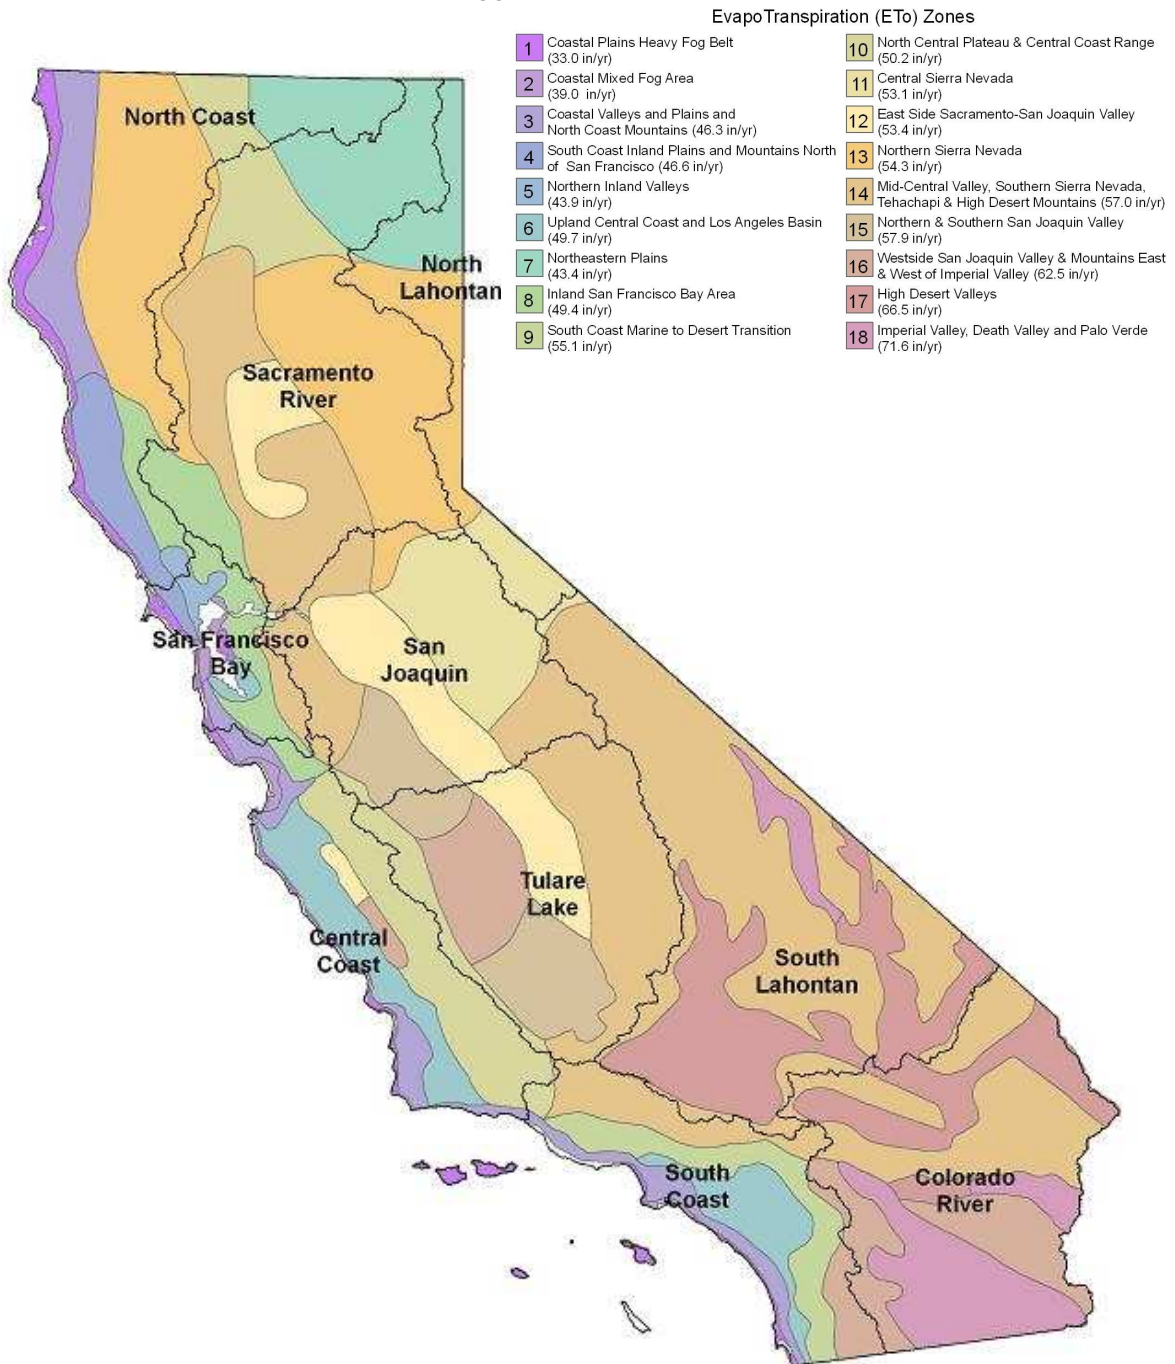 EvapoTranspiration (ETo) Zones
1 Coastal Plains Heavy Fog Belt
(33.0 in/yr)
2 Coastal Mixed Fog Area
(39.0 in/yr)
3 Coastal Valleys and Plains and
North Coast Mountains (46.3 in/yr)
4 South Coast Inland Plains and Mountains North
of San Francisco (46.6 in/yr)
5 Northern Inland Valleys
(43.9 in/yr)
6 Upland Central Coast and Los Angeles Basin
(49.7 in/yr)
7 Northeastern Plains
(43.4 in/yr)
8 Inland San Francisco Bay Area
(49.4 in/yr)
9 South Coast Marine to Desert Transition
(55.1 in/yr)
10 North Central Plateau & Central Coast Range
(50.2 in/yr)
11 Central Sierra Nevada
(53.1 in/yr)
12 East Side Sacramento-San Joaquin Valley
(53.4 in/yr)
13 Northern Sierra Nevada
(54.3 in/yr)
14 Mid-Central Valley, Southern Sierra Nevada,
Tehachapi & High Desert Mountains (57.0 in/yr)
15 Northern & Southern San Joaquin Valley
(57.9 in/yr)
16 Westside San Joaquin Valley & Mountains East
& West of Imperial Valley (62.5 in/yr)
17 High Desert Valleys
(66.5 in/yr)
18 Imperial Valley, Death Valley and Palo Verde
(71.6 in/yr)
North Coast
North
Lahontan
Sacramento
River
San Francisco
Bay
San
Joaquin
Tulare
Lake
Central
Coast
South
Lahontan
South
Coast
Colorado
River